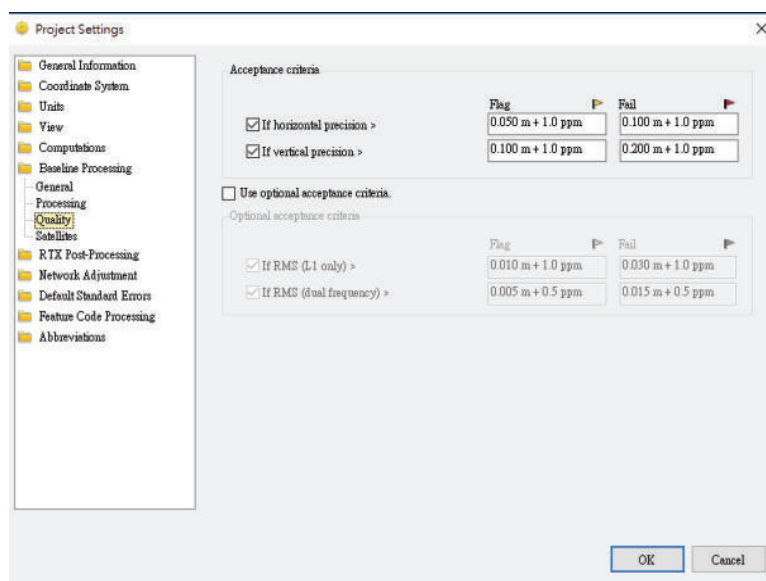 Project Settings
General Information
Coordinate System
Units
View
Computations
Baseline Processing
General
Processing
Quality
Satellites
RTX Post-Processing
Network Adjustment
Default Standard Errors
Feature Code Processing
Abbreviations
Acceptance criteria
Flag Fail
If horizontal precision > 0.050 m + 1.0 ppm 0.100 m + 1.0 ppm
If vertical precision > 0.100 m + 1.0 ppm 0.200 m + 1.0 ppm
Use optional acceptance criteria.
Optional acceptance criteria
Flag Fail
If RMS (L1 only) > 0.010 m + 1.0 ppm 0.030 m + 1.0 ppm
If RMS (dual frequency) > 0.005 m + 0.5 ppm 0.015 m + 0.5 ppm
OK Cancel